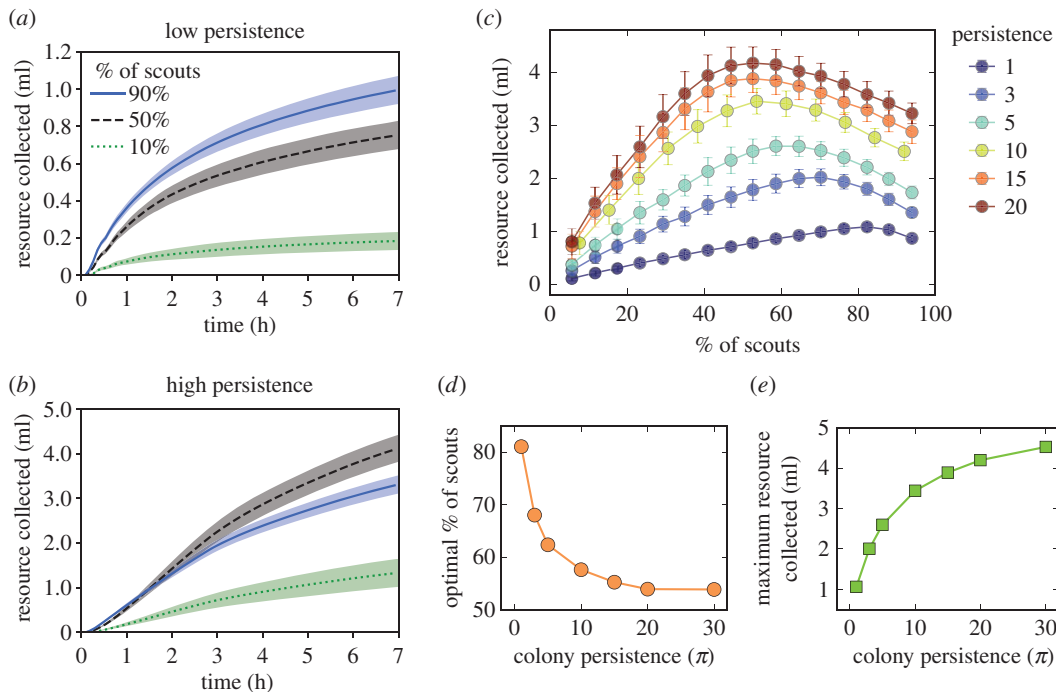 (a)
low persistence
resource collected (ml)
1.2
1.0
0.8
0.6
0.4
0.2
0
% of scouts
90%
50%
10%
0 1 2 3 4 5 6 7
time (h)
(b)
high persistence
resource collected (ml)
5.0
4.0
3.0
2.0
1.0
0
0 1 2 3 4 5 6 7
time (h)
(c)
resource collected (ml)
4
3
2
1
0
0 20 40 60 80 100
% of scouts
persistence
1
3
5
10
15
20
(d)
optimal % of scouts
80
70
60
50
0 10 20 30
colony persistence (π)
(e)
maximum resource
collected (ml)
5
4
3
2
1
0 10 20 30
colony persistence (π)